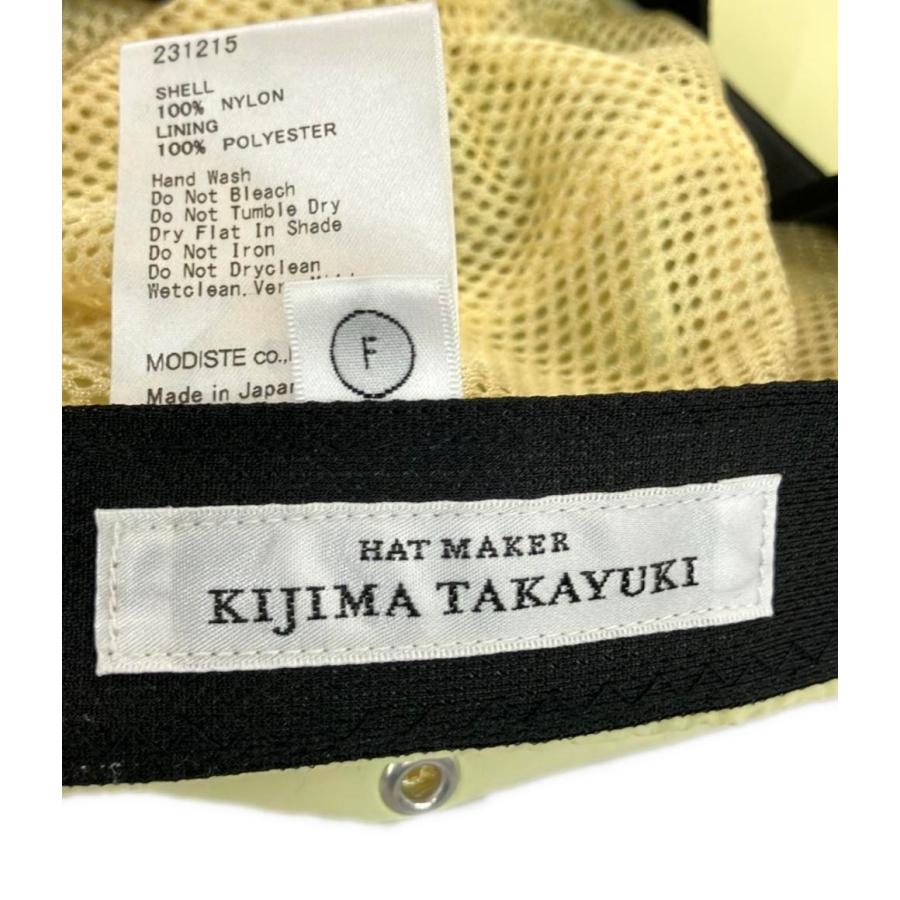 231215
SHELL
100% NYLON
LINING
100% POLYESTER
Hand Wash
Do Not Bleach
Do Not Tumble Dry
Dry Flat In Shade
Do Not Iron
Do Not Dryclean
Wetclean.
MODISTE co.,
Made in Japan
F
HAT MAKER
KIJIMA TAKAYUKI